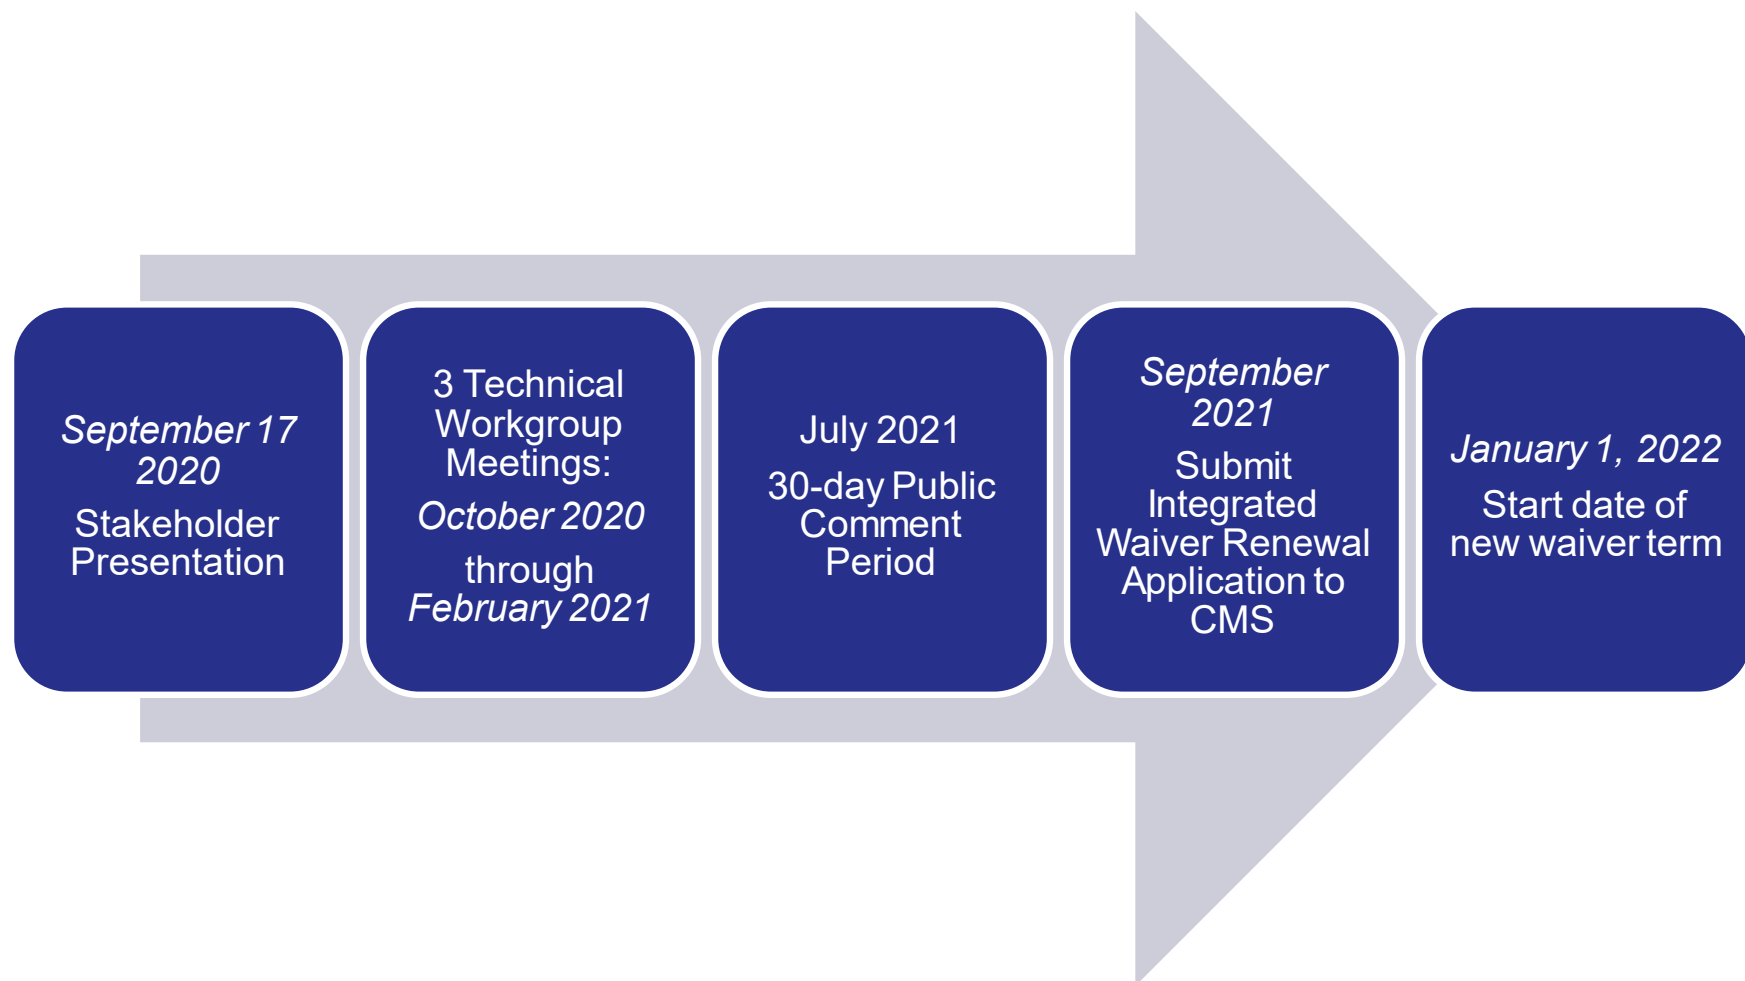 September 17
2020
Stakeholder
Presentation
3 Technical
Workgroup
Meetings:
October 2020
through
February 2021
July 2021
30-day Public
Comment
Period
September
2021
Submit
Integrated
Waiver Renewal
Application to
CMS
January 1, 2022
Start date of
new waiver term